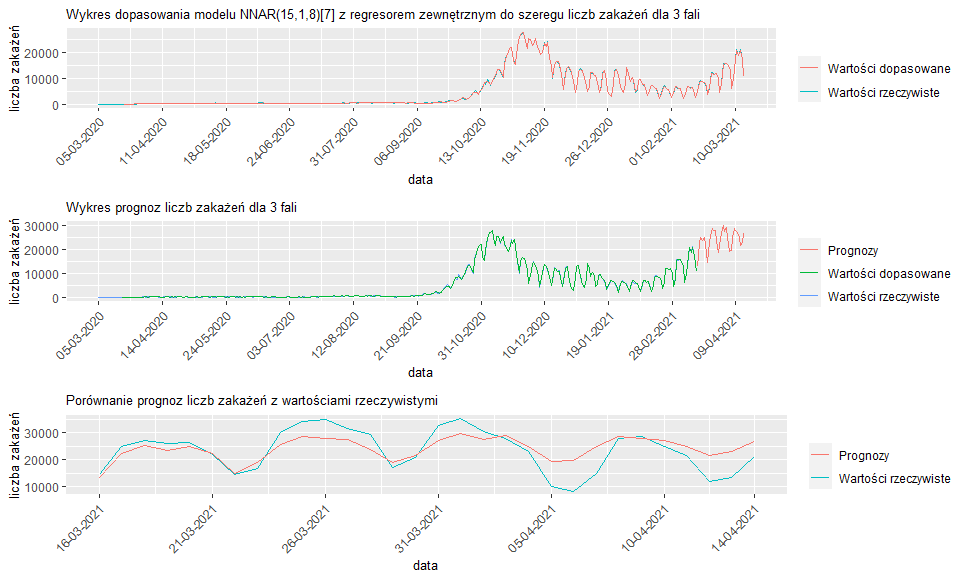 Wykres dopasowania modelu NNAR(15,1,8)[7] z regresorem zewnętrznym do szeregu liczb zakażeń dla 3 fali
liczba zakażeń
20000
10000
0
05-03-2020
11-04-2020
18-05-2020
24-06-2020
31-07-2020
06-09-2020
13-10-2020
19-11-2020
26-12-2020
01-02-2021
10-03-2021
data
Wartości dopasowane
Wartości rzeczywiste
Wykres prognoz liczb zakażeń dla 3 fali
liczba zakażeń
30000
20000
10000
0
05-03-2020
14-04-2020
24-05-2020
03-07-2020
12-08-2020
21-09-2020
31-10-2020
10-12-2020
19-01-2021
28-02-2021
09-04-2021
data
Prognozy
Wartości dopasowane
Wartości rzeczywiste
Porównanie prognoz liczb zakażeń z wartościami rzeczywistymi
liczba zakażeń
30000
20000
10000
16-03-2021
21-03-2021
26-03-2021
31-03-2021
05-04-2021
10-04-2021
14-04-2021
data
Prognozy
Wartości rzeczywiste